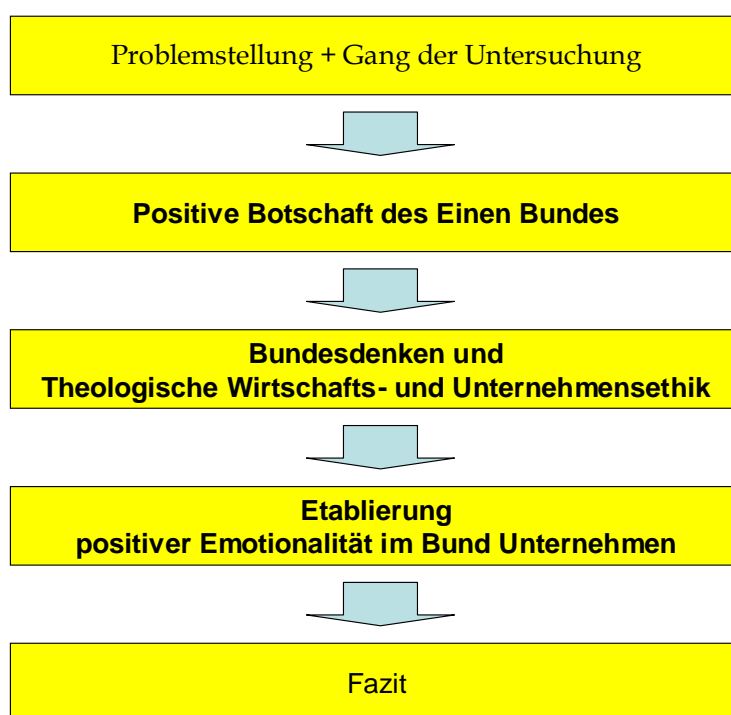 Problemstellung + Gang der Untersuchung
Positive Botschaft des Einen Bundes
Bundesdenken und
Theologische Wirtschafts- und Unternehmensethik
Etablierung
positiver Emotionalität im Bund Unternehmen
Fazit